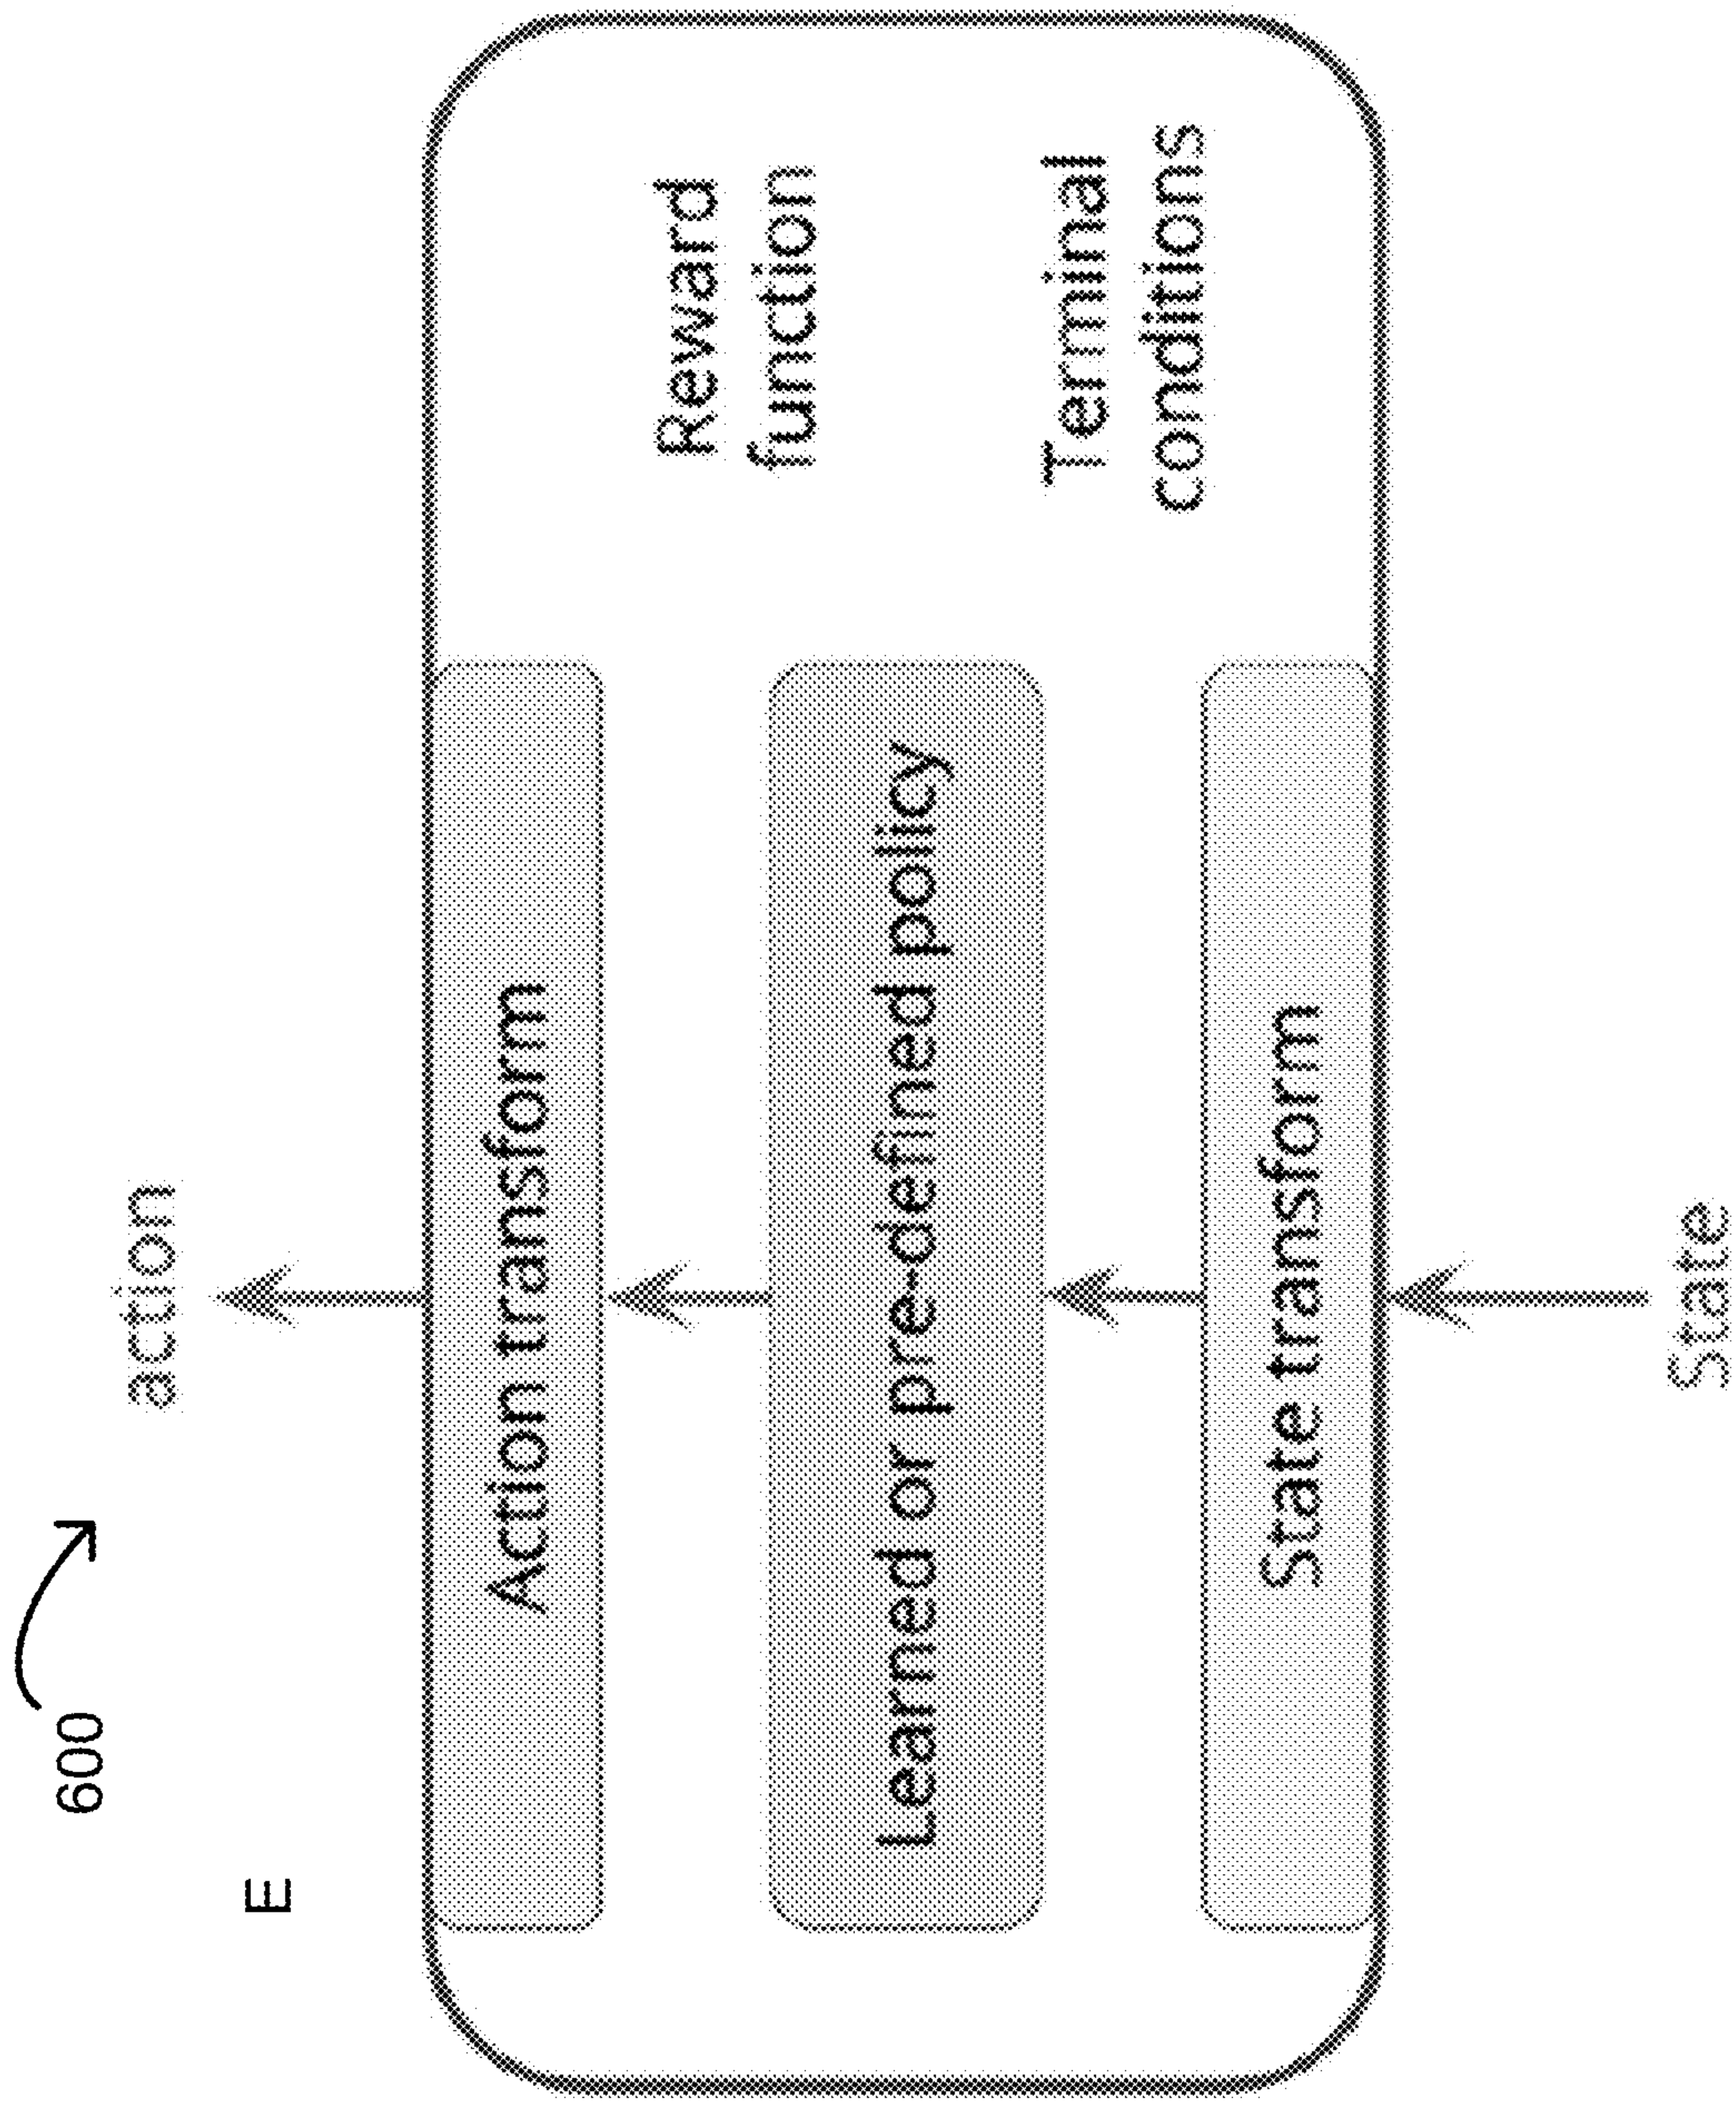 600
E
action
Action transform
Learned or pre-defined policy
State transform
State
Reward
function
Terminal
conditions